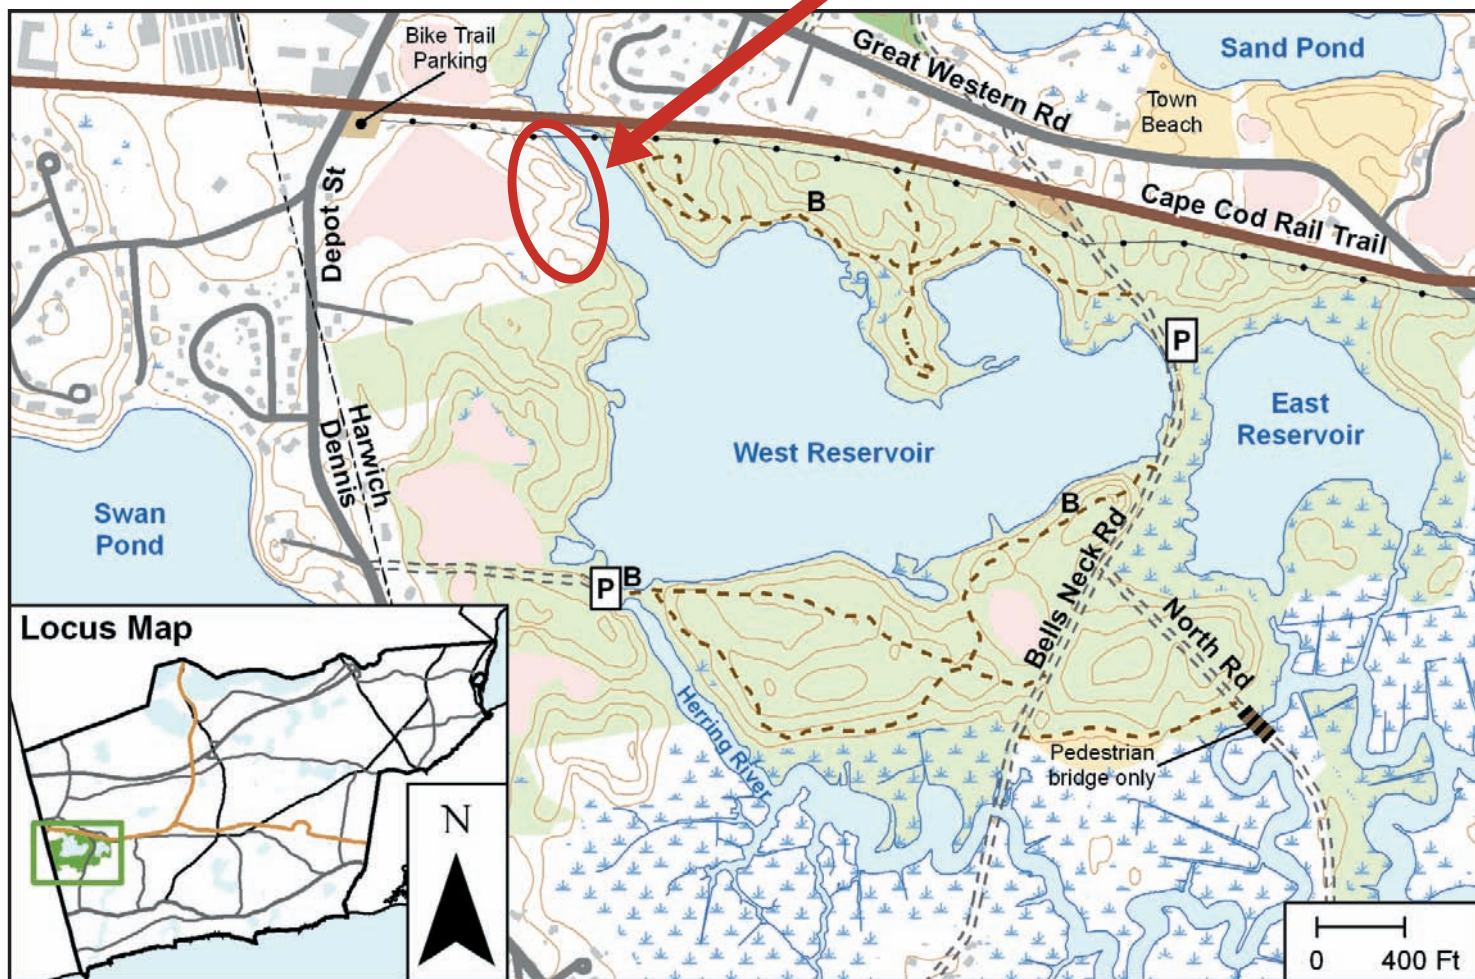 Bike Trail
Parking
Great Western Rd
Sand Pond
Town
Beach
Depot St
B
Cape Cod Rail Trail
P
East
Reservoir
West Reservoir
Harwich
Dennis
Swan
Pond
B
Bells Neck Rd
P
B
North Rd
Herring River
Pedestrian
bridge only
Locus Map
N
0 400 Ft